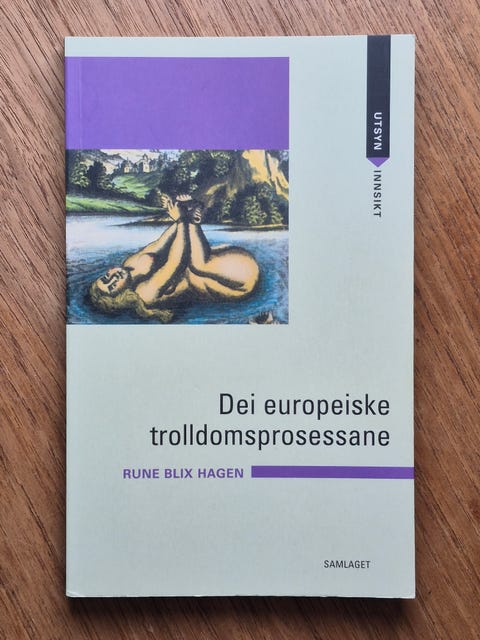 UTSYN
INNSIKT
Dei europeiske
trolldomsprosessane
RUNE BLIX HAGEN
SAMLAGET